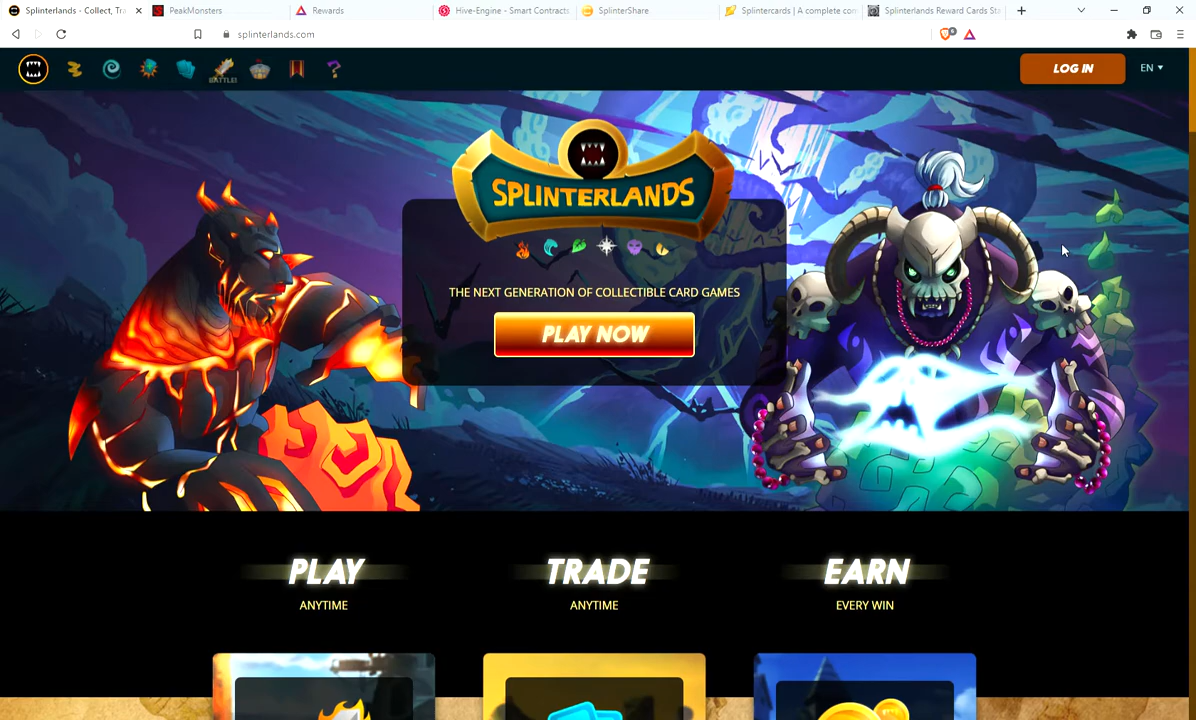 Splinterlands - Collect, Tra
PeakMonsters
Rewards
Hive-Engine - Smart Contracts
SplinterShare
Splintercards | A complete con
Splinterlands Reward Cards Sta
splinterlands.com
BATTLE!
LOG IN
EN
SPLINTERLANDS
THE NEXT GENERATION OF COLLECTIBLE CARD GAMES
PLAY NOW
PLAY
TRADE
EARN
ANYTIME
ANYTIME
EVERY WIN